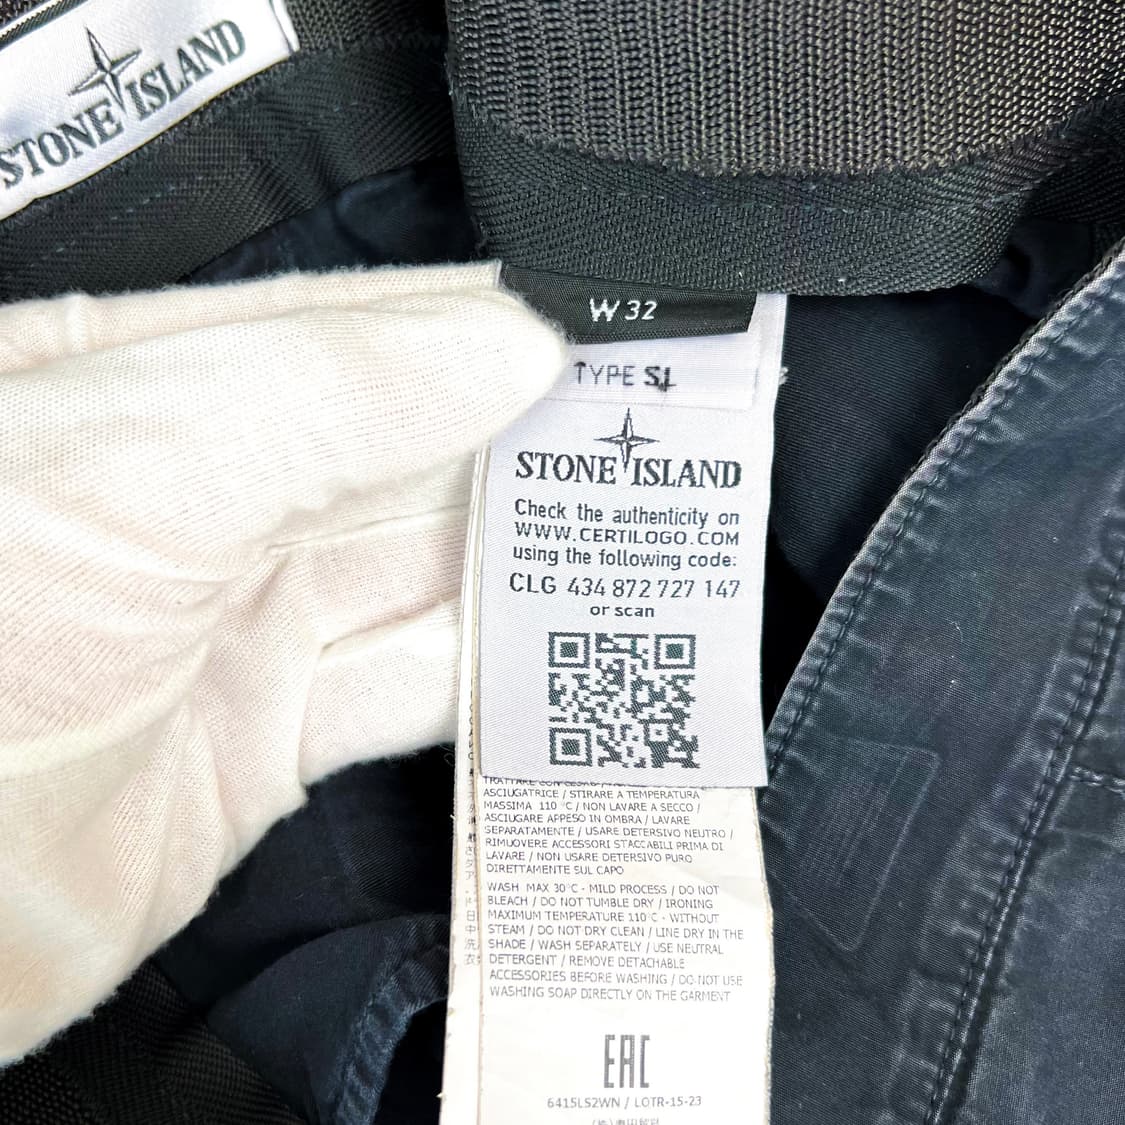 STONE ISLAND
W 32
TYPE SL
STONE ISLAND
Check the authenticity on
WWW.CERTILOGO.COM
using the following code:
CLG 434 872 727 147
or scan
ASCIUGATRICE / STIRARE A TEMPERATURA
MASSIMA 110 °C / NON LAVARE A SECCO /
ASCIUGARE APPESO IN OMBRA / LAVARE
SEPARATAMENTE / USARE DETERSIVO NEUTRO /
RIMUOVERE ACCESSORI STACCABILI PRIMA DI
LAVARE / NON USARE DETERSIVO PURO
DIRETTAMENTE SUL CAPO
WASH MAX 30°C - MILD PROCESS / DO NOT
BLEACH / DO NOT TUMBLE DRY / IRONING
MAXIMUM TEMPERATURE 110°C - WITHOUT
STEAM / DO NOT DRY CLEAN / LINE DRY IN THE
SHADE / WASH SEPARATELY / USE NEUTRAL
DETERGENT / REMOVE DETACHABLE
ACCESSORIES BEFORE WASHING / DO NOT USE
WASHING SOAP DIRECTLY ON THE GARMENT
EAC
6415LS2WN / LOTR-15-23